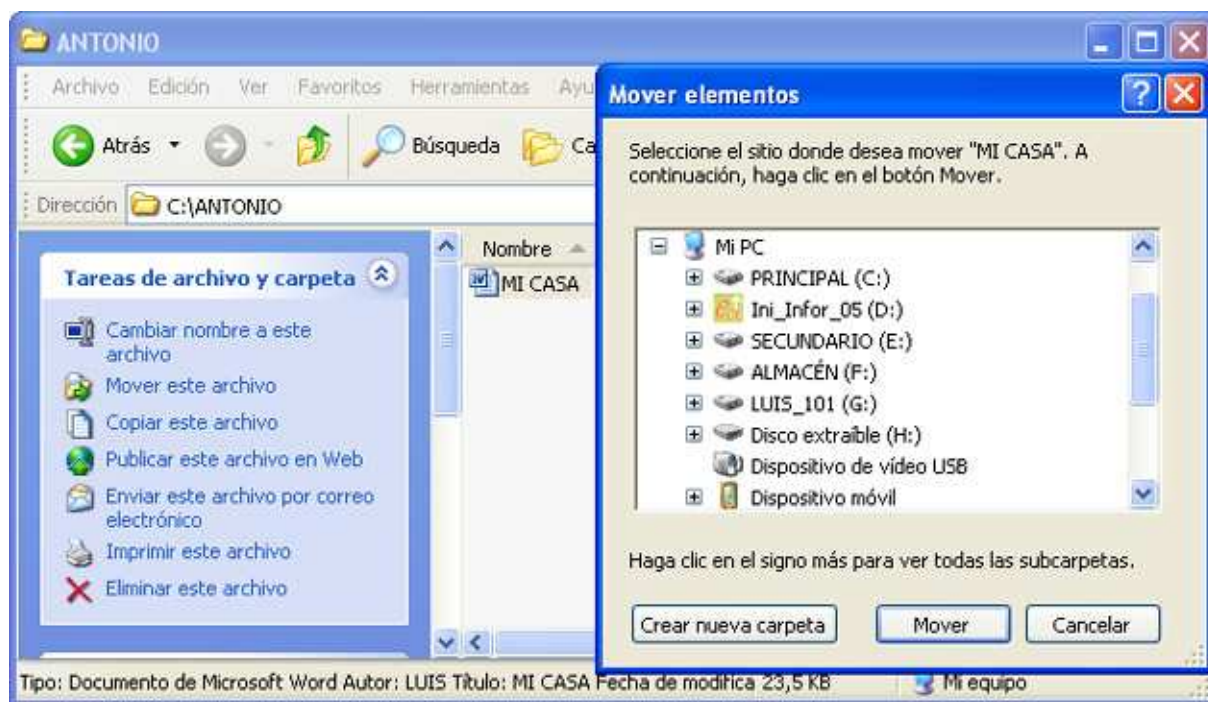 ANTONIO
Archivo Edición Ver Favoritos Herramientas Ayu
Atrás Búsqueda Ca
Dirección C:\ANTONIO
Tareas de archivo y carpeta
Cambiar nombre a este
archivo
Mover este archivo
Copiar este archivo
Publicar este archivo en Web
Enviar este archivo por correo
electrónico
Imprimir este archivo
Eliminar este archivo
Nombre
MI CASA
Mover elementos
Seleccione el sitio donde desea mover "MI CASA". A
continuación, haga clic en el botón Mover.
Mi PC
PRINCIPAL (C:)
Ini_Infor_05 (D:)
SECUNDARIO (E:)
ALMACÉN (F:)
LUIS_101 (G:)
Disco extraíble (H:)
Dispositivo de vídeo USB
Dispositivo móvil
Haga clic en el signo más para ver todas las subcarpetas.
Crear nueva carpeta Mover Cancelar
Tipo: Documento de Microsoft Word Autor: LUIS Título: MI CASA Fecha de modifica 23,5 KB Mi equipo